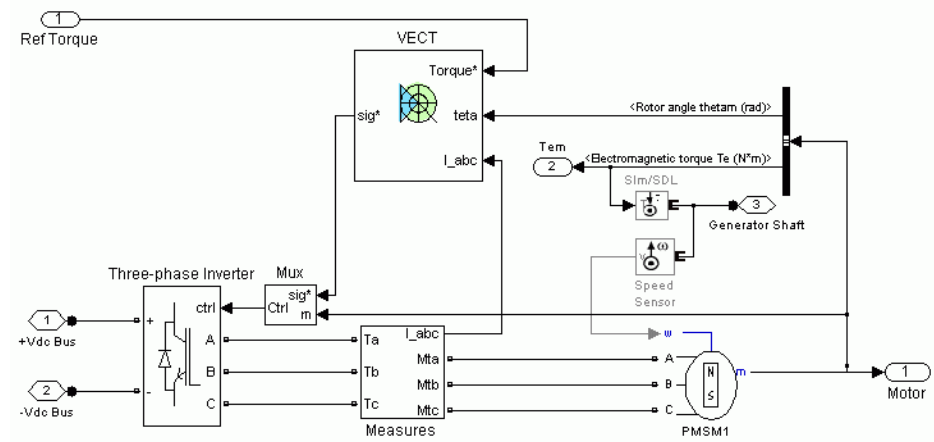 1
Ref Torque
VECT
Torque*
<Rotor angle thetam (rad)>
sig*
teta
Tem
<Electromagnetic torque Te (N*m)>
I_abc
2
Sim/SDL
T
3
Generator Shaft
ω
v
Three-phase Inverter
Mux
Speed
Sensor
sig*
ctrl
Ctrl
m
1
+
+Vdc Bus
I_abc
w
A
Ta
Mta
A
N
m
1
B
Tb
Mtb
B
2
-
S
Motor
C
Tc
Mtc
C
-Vdc Bus
Measures
PMSM1